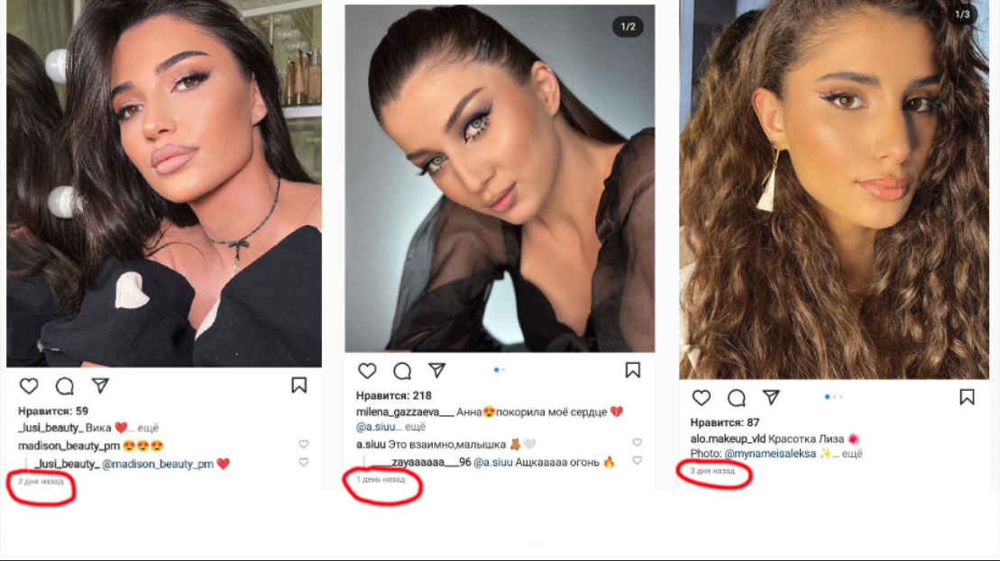 Нравится: 59
_lusi_beauty_ Вика ❤️... ещё
madison_beauty_pm 😍😍😍
_lusi_beauty_ @madison_beauty_pm ❤️
2 дня назад
1/2
Нравится: 218
milena_gazzaeva___ Анна😍покорила моё сердце 💔
@a.siuu... ещё
a.siuu Это взаимно,малышка 🧸🤍
____zayaaaaaa___96 @a.siuu Ащкааааа огонь 🔥
1 день назад
1/3
Нравится: 87
alo.makeup_vld Красотка Лиза 🌺
Photo: @mynameisaleksa ✨... ещё
3 дня назад